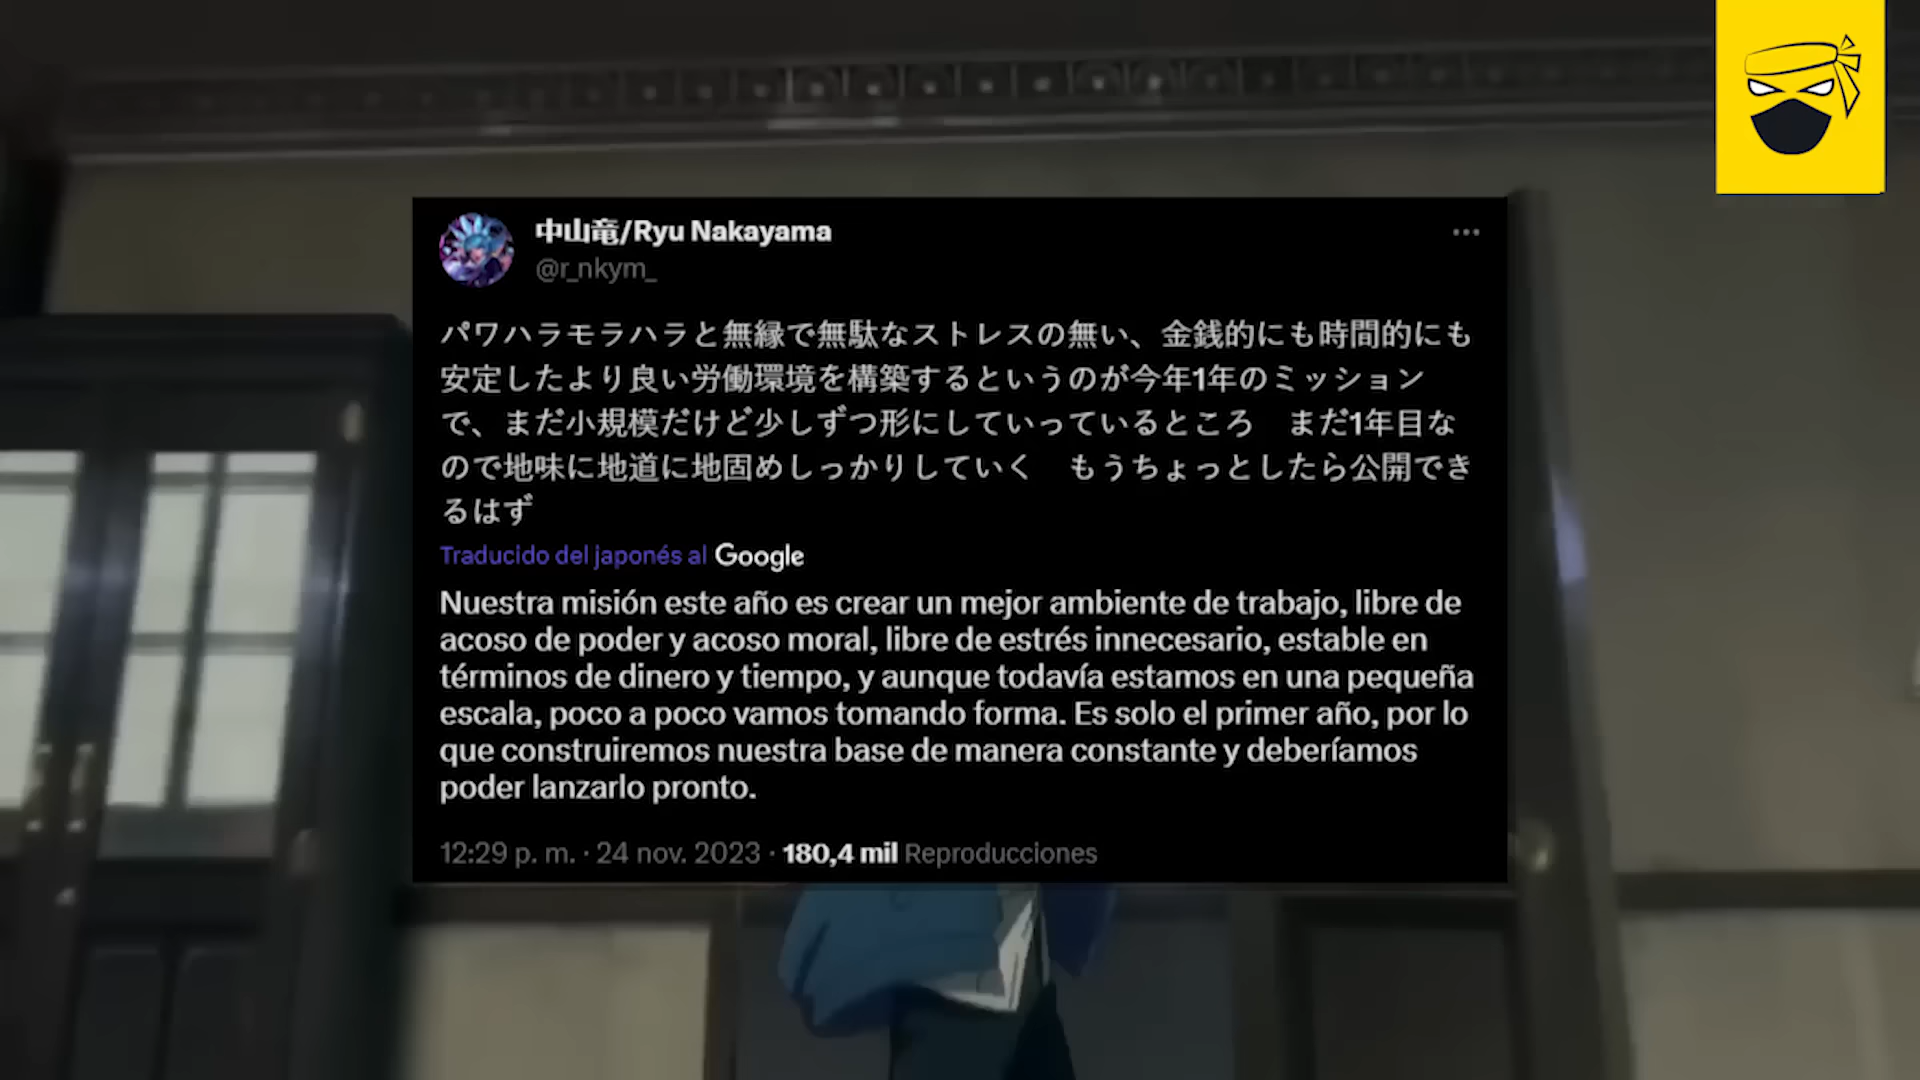 中山竜/Ryu Nakayama
@r_nkym_
パワハラモラハラと無縁で無駄なストレスの無い、金銭的にも時間的にも
安定したより良い労働環境を構築するというのが今年1年のミッション
で、まだ小規模だけど少しずつ形にしていっているところ　まだ1年目な
ので地味に地道に地固めしっかりしていく　もうちょっとしたら公開でき
るはず
Traducido del japonés al Google
Nuestra misión este año es crear un mejor ambiente de trabajo, libre de
acoso de poder y acoso moral, libre de estrés innecesario, estable en
términos de dinero y tiempo, y aunque todavía estamos en una pequeña
escala, poco a poco vamos tomando forma. Es solo el primer año, por lo
que construiremos nuestra base de manera constante y deberíamos
poder lanzarlo pronto.
12:29 p. m. · 24 nov. 2023 · 180,4 mil Reproducciones